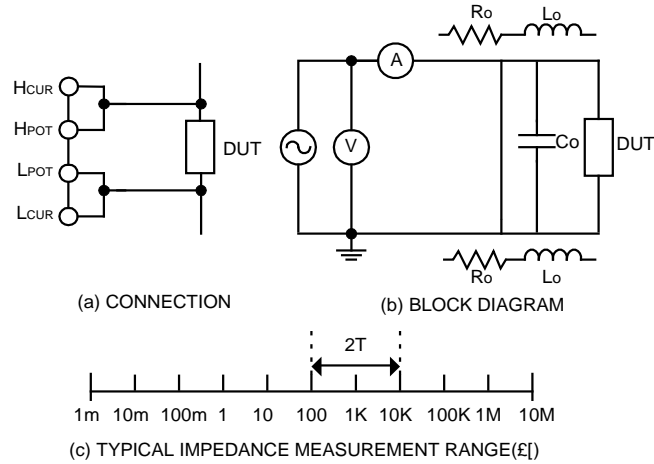 Ro Lo
HCUR
HPOT
LPOT
LCUR
DUT
A
V
Co
DUT
Ro Lo
(a) CONNECTION
(b) BLOCK DIAGRAM
2T
1m 10m 100m 1 10 100 1K 10K 100K 1M 10M
(c) TYPICAL IMPEDANCE MEASUREMENT RANGE(£[)